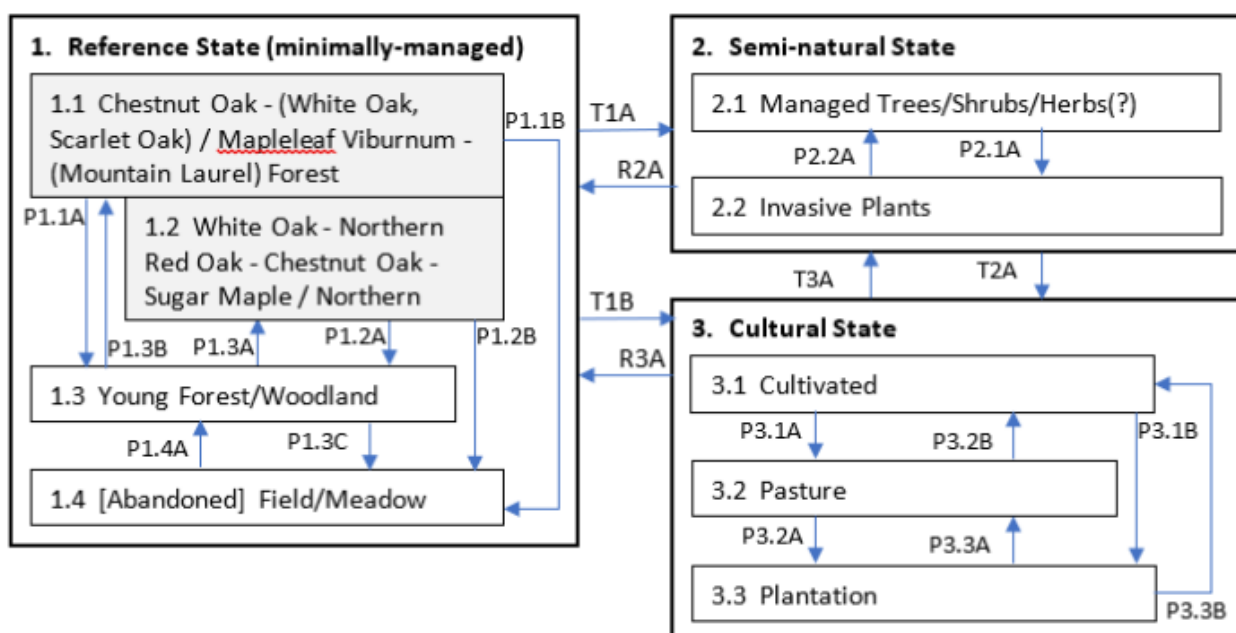 1. Reference State (minimally-managed)
1.1 Chestnut Oak - (White Oak,
Scarlet Oak) / Mapleleaf Viburnum -
(Mountain Laurel) Forest
P1.1B
P1.1A
1.2 White Oak - Northern
Red Oak - Chestnut Oak -
Sugar Maple / Northern
P1.3B
P1.3A
P1.2A
P1.2B
1.3 Young Forest/Woodland
P1.4A
P1.3C
1.4 [Abandoned] Field/Meadow
T1A
R2A
T1B
R3A
2. Semi-natural State
2.1 Managed Trees/Shrubs/Herbs(?)
P2.2A
P2.1A
2.2 Invasive Plants
T3A
T2A
3. Cultural State
3.1 Cultivated
P3.1A
P3.2B
P3.1B
3.2 Pasture
P3.2A
P3.3A
3.3 Plantation
P3.3B